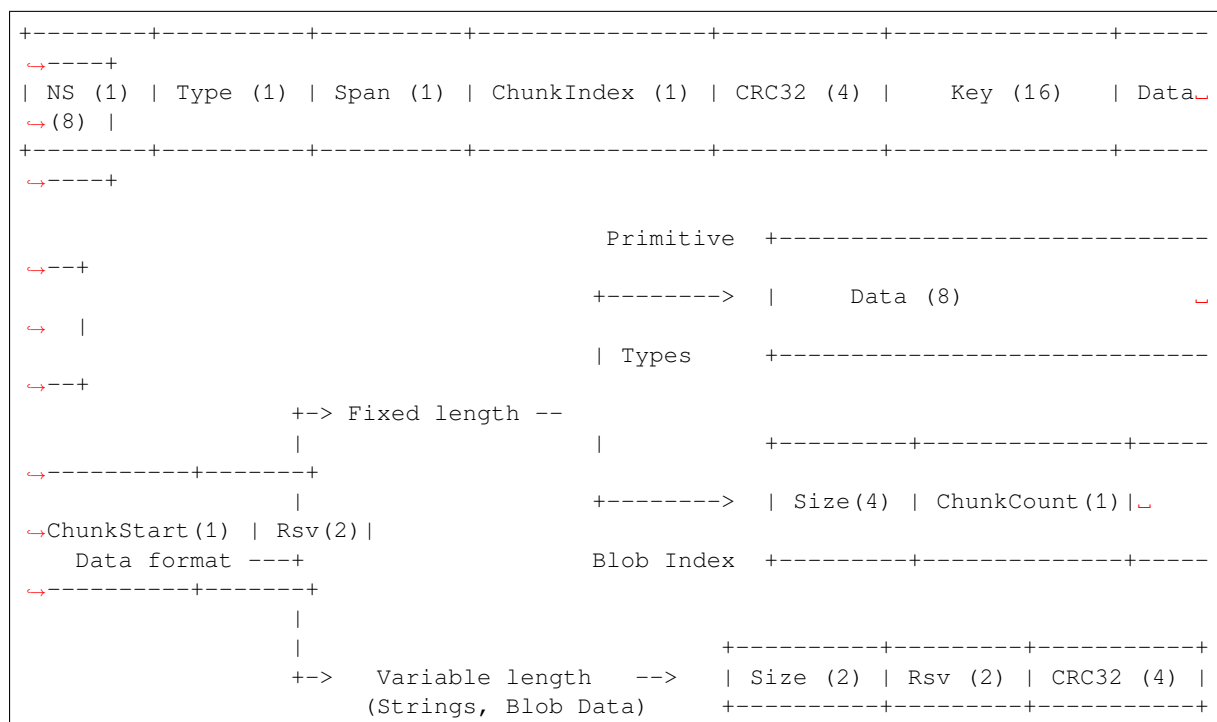 +--------+----------+----------+---------------+-----------+---------------+------
↪----+
| NS (1) | Type (1) | Span (1) | ChunkIndex (1) | CRC32 (4) |    Key (16)   | Data␣
↪(8) |
+--------+----------+----------+---------------+-----------+---------------+------
↪----+
                                       Primitive  +-----------------------------
↪--+
                                      +-------->  |     Data (8)                ␣
↪  |
                                      | Types     +-----------------------------
↪--+
                  +-> Fixed length --
                  |                   |           +---------+--------------+-----
↪----------+-------+
                  |                   +-------->  | Size(4) | ChunkCount(1)|␣
↪ChunkStart(1) | Rsv(2)|
    Data format ---+                   Blob Index  +---------+--------------+-----
↪----------+-------+
                  |
                  |                            +----------+---------+-----------+
                  +->   Variable length   -->  | Size (2) | Rsv (2) | CRC32 (4) |
                       (Strings, Blob Data)    +----------+---------+-----------+